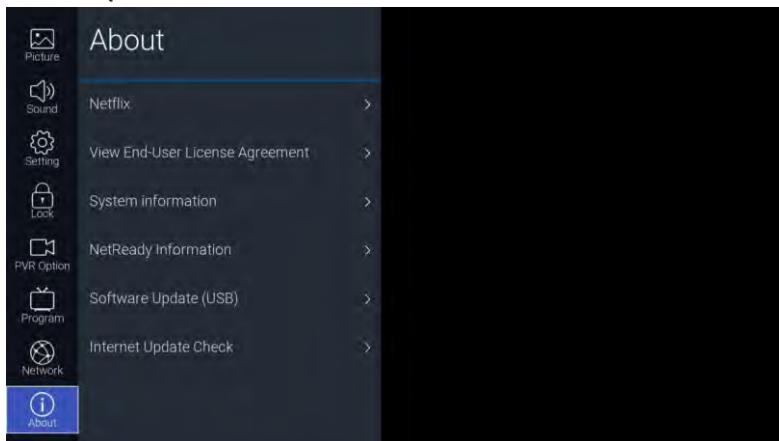 Picture
Sound
Setting
Lock
PVR Option
Program
Network
About
About
Netflix
View End-User License Agreement
System information
NetReady Information
Software Update (USB)
Internet Update Check